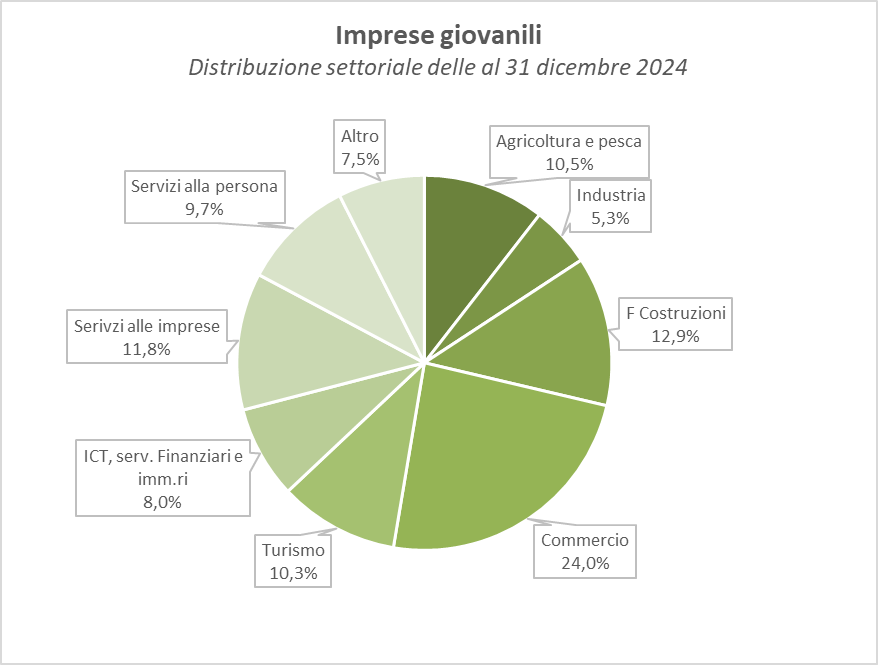 Imprese giovanili
Distribuzione settoriale delle al 31 dicembre 2024
Altro
7,5%
Agricoltura e pesca
10,5%
Servizi alla persona
9,7%
Industria
5,3%
F Costruzioni
12,9%
Serivzi alle imprese
11,8%
ICT, serv. Finanziari e
imm.ri
8,0%
Commercio
24,0%
Turismo
10,3%